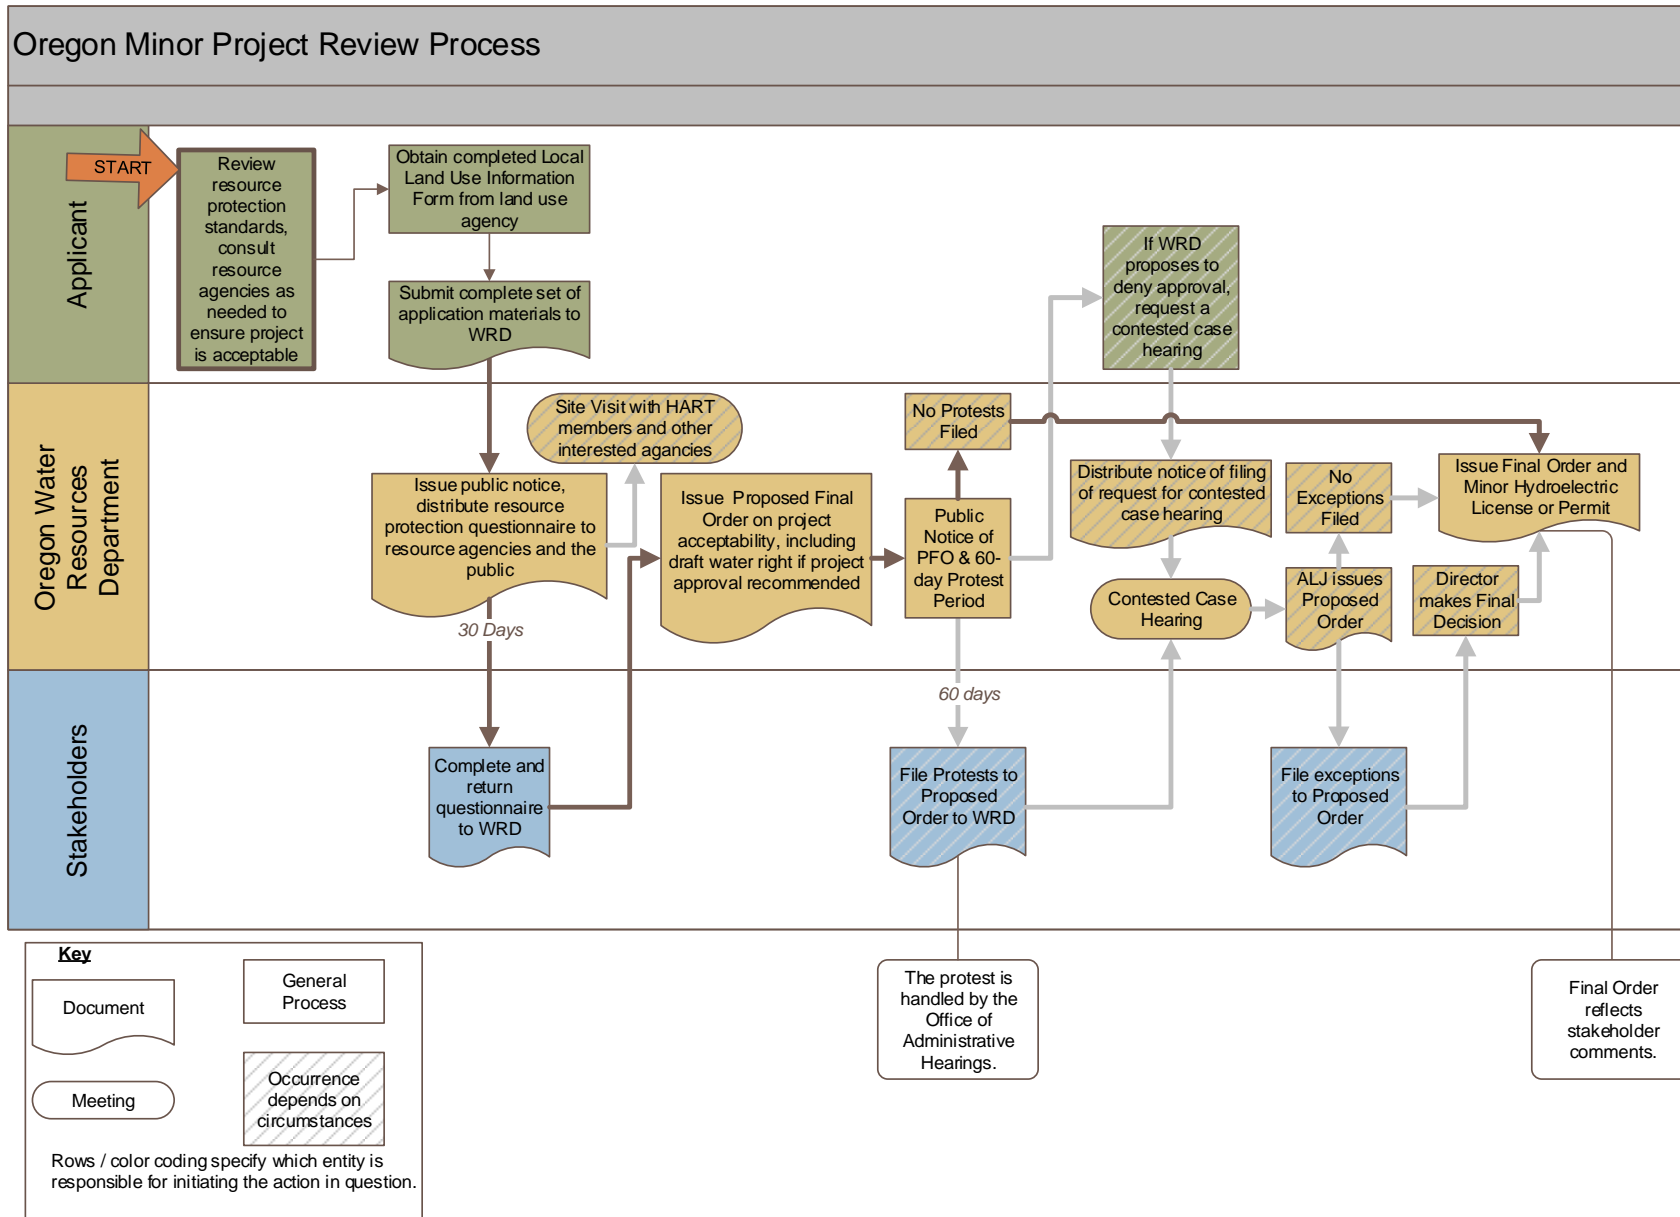 Oregon Minor Project Review Process
Applicant
START
Review
resource
protection
standards,
consult
resource
agencies as
needed to
ensure project
is acceptable
Obtain completed Local
Land Use Information
Form from land use
agency
Submit complete set of
application materials to
WRD
If WRD
proposes to
deny approval,
request a
contested case
hearing
Oregon Water
Resources
Department
Site Visit with HART
members and other
interested agencies
Issue public notice,
distribute resource
protection questionnaire to
resource agencies and the
public
30 Days
Issue Proposed Final
Order on project
acceptability, including
draft water right if project
approval recommended
No Protests
Filed
Public
Notice of
PFO & 60-
day Protest
Period
Distribute notice of filing
of request for contested
case hearing
Contested Case
Hearing
No
Exceptions
Filed
ALJ issues
Proposed
Order
Director
makes Final
Decision
Issue Final Order and
Minor Hydroelectric
License or Permit
Stakeholders
60 days
Complete and
return
questionnaire
to WRD
File Protests to
Proposed
Order to WRD
File exceptions
to Proposed
Order
Key
Document
General
Process
Meeting
Occurrence
depends on
circumstances
Rows / color coding specify which entity is
responsible for initiating the action in question.
The protest is
handled by the
Office of
Administrative
Hearings.
Final Order
reflects
stakeholder
comments.